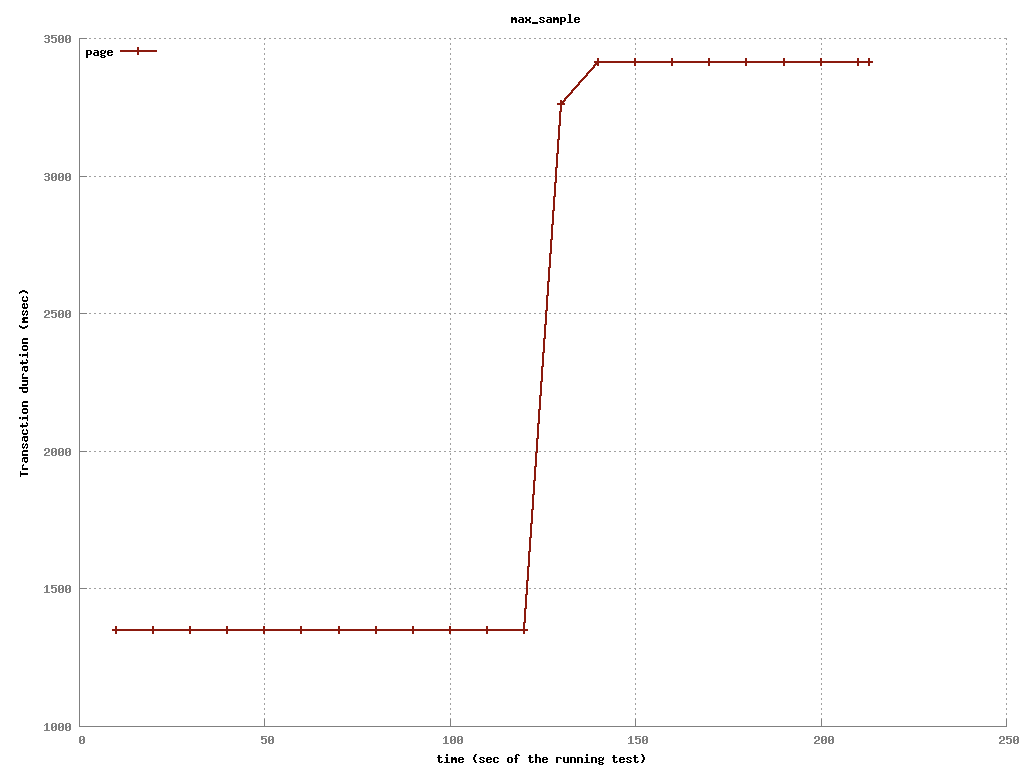 max_sample
3500
page
3000
2500
2000
1500
1000
Transaction duration (msec)
0 50 100 150 200 250
time (sec of the running test)